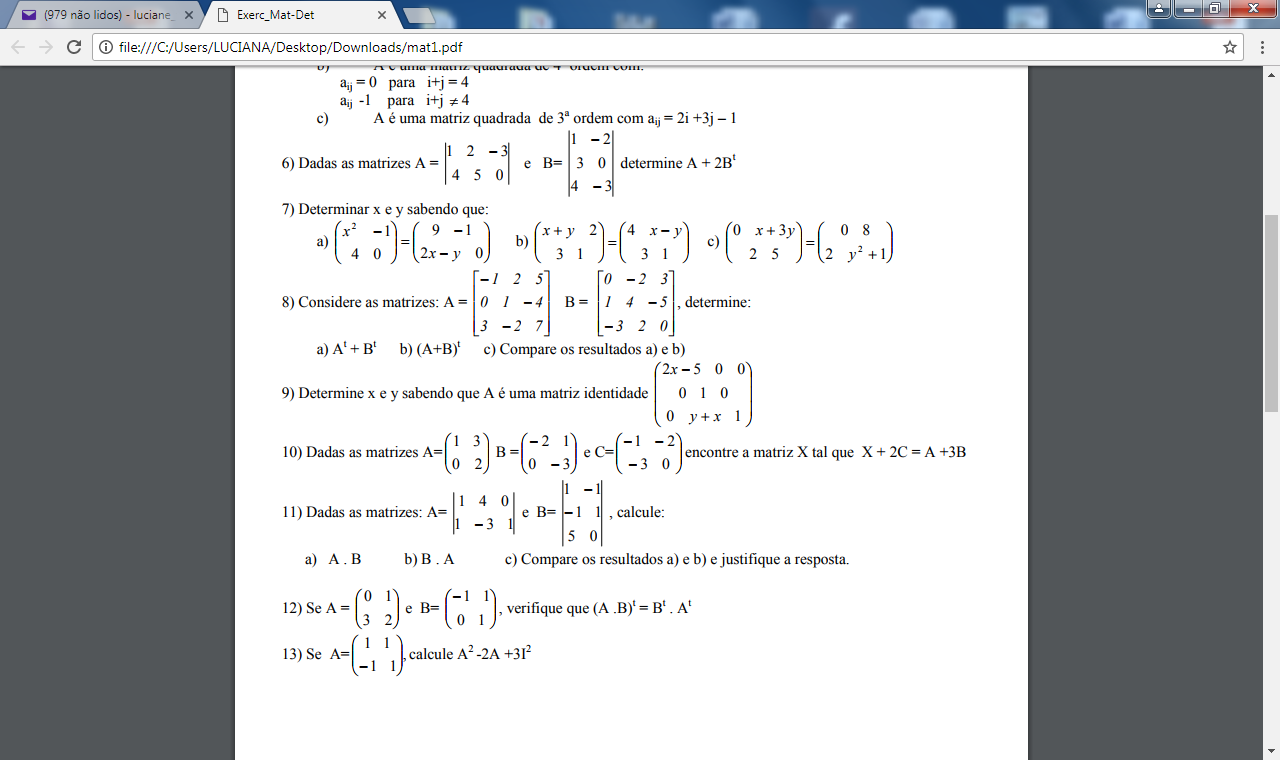 (979 não lidos) - luciane_
Exerc_Mat-Det
file:///C:/Users/LUCIANA/Desktop/Downloads/mat1.pdf
b) A é uma matriz quadrada de 4ª ordem com:
aij = 0 para i+j = 4
aij -1 para i+j ≠ 4
c) A é uma matriz quadrada de 3ª ordem com aij = 2i +3j – 1
6) Dadas as matrizes A = |1 2 −3| |4 5 0| e B= |1 −2| |3 0| |4 −3| determine A + 2Bᵗ
7) Determinar x e y sabendo que:
a) (x² −1; 4 0) = (9 −1; 2x − y 0) b) (x + y 2; 3 1) = (4 x − y; 3 1) c) (0 x + 3y; 2 5) = (0 8; 2 y² + 1)
8) Considere as matrizes: A = [−1 2 5; 0 1 −4; 3 −2 7] B = [0 −2 3; 1 4 −5; −3 2 0], determine:
a) Aᵗ + Bᵗ b) (A+B)ᵗ c) Compare os resultados a) e b)
9) Determine x e y sabendo que A é uma matriz identidade (2x − 5 0 0; 0 1 0; 0 y + x 1)
10) Dadas as matrizes A= (1 3; 0 2) B = (−2 1; 0 −3) e C= (−1 −2; −3 0) encontre a matriz X tal que X + 2C = A +3B
11) Dadas as matrizes: A= |1 4 0| |1 −3 1| e B= |1 −1| |−1 1| |5 0| , calcule:
a) A . B b) B . A c) Compare os resultados a) e b) e justifique a resposta.
12) Se A = (0 1; 3 2) e B= (−1 1; 0 1), verifique que (A .B)ᵗ = Bᵗ . Aᵗ
13) Se A= (1 1; −1 1), calcule A² -2A +3I²